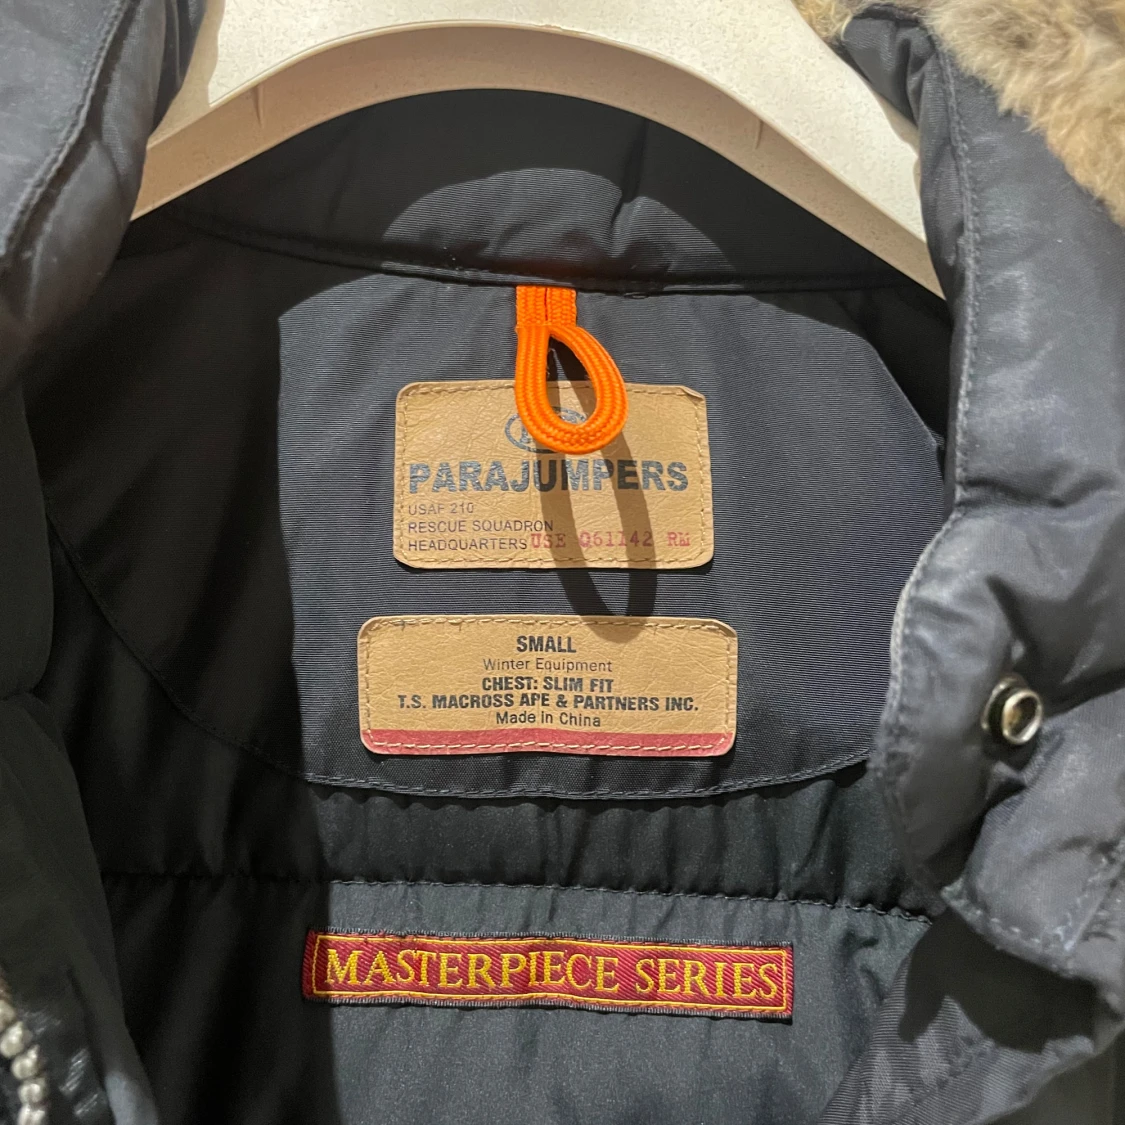 PARAJUMPERS
USAF 210
RESCUE SQUADRON
HEADQUARTERS USE Q61142 RM
SMALL
Winter Equipment
CHEST: SLIM FIT
T.S. MACROSS APE & PARTNERS INC.
Made in China
MASTERPIECE SERIES